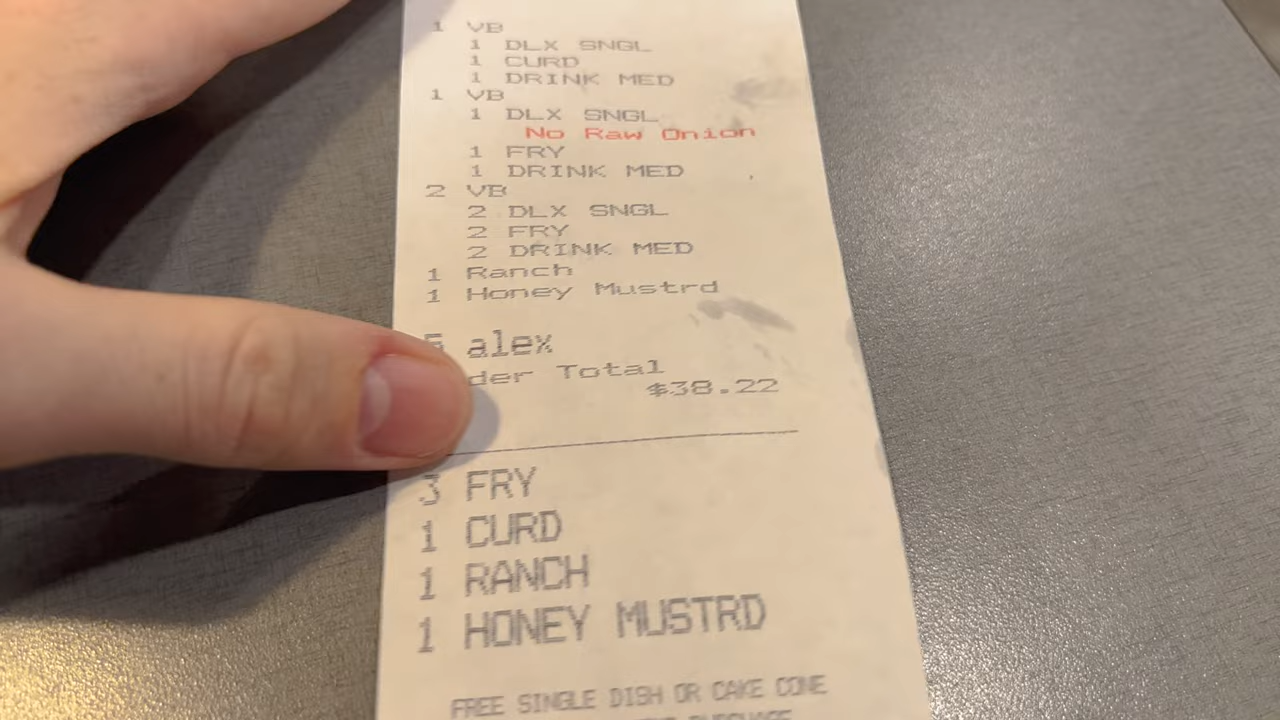 1 VB
1 DLX SNGL
1 CURD
1 DRINK MED
1 VB
1 DLX SNGL
No Raw Onion
1 FRY
1 DRINK MED
2 VB
2 DLX SNGL
2 FRY
2 DRINK MED
1 Ranch
1 Honey Mustrd
alex
der Total
$38.22
3 FRY
1 CURD
1 RANCH
1 HONEY MUSTRD
FREE SINGLE DISH OR CAKE CONE